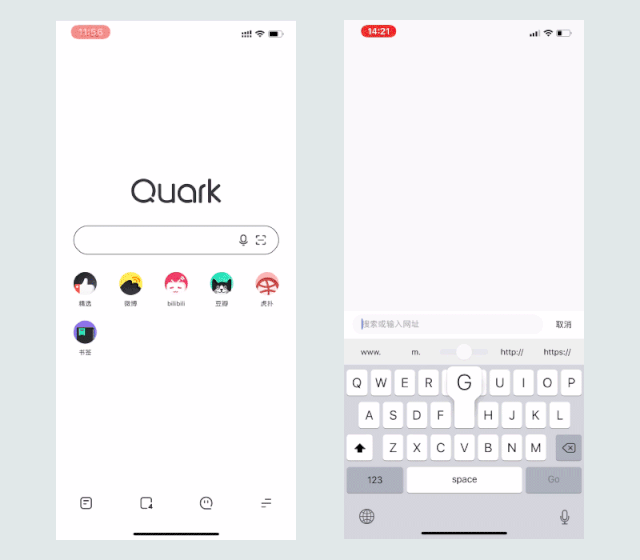 11:56
Quark
精选
微博
bilibili
豆瓣
虎扑
书签
4
14:21
搜索或输入网址
取消
www.
m.
http://
https://
Q W E R G U I O P
A S D F H J K L
Z X C V B N M
123
space
Go